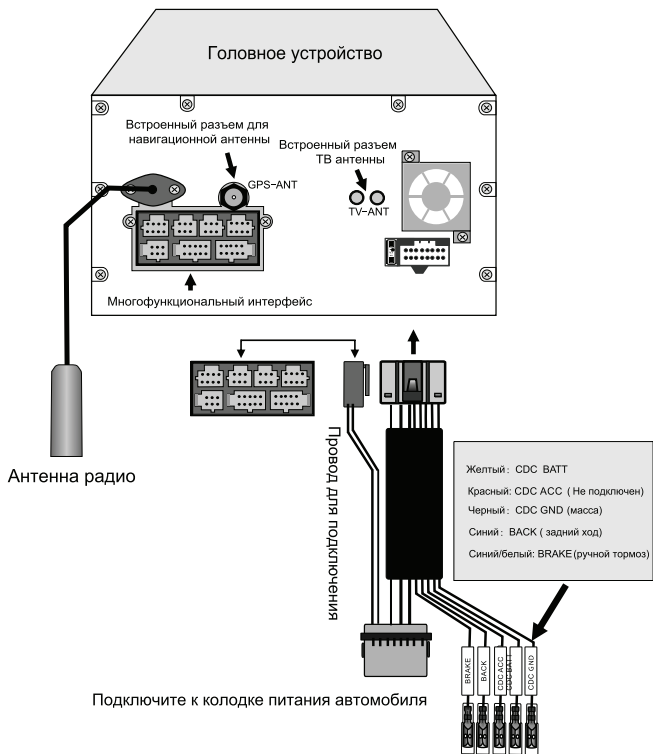 Головное устройство
Встроенный разъем для
навигационной антенны
Встроенный разъем
ТВ антенны
GPS-ANT
TV-ANT
Многофункциональный интерфейс
Антенна радио
Провод для подключения
Желтый: CDC BATT
Красный: CDC ACC ( Не подключен)
Черный: CDC GND (масса)
Синий: BACK ( задний ход)
Синий/белый: BRAKE (ручной тормоз)
BRAKE
BACK
CDC ACC
CDC BATT
CDC GND
Подключите к колодке питания автомобиля